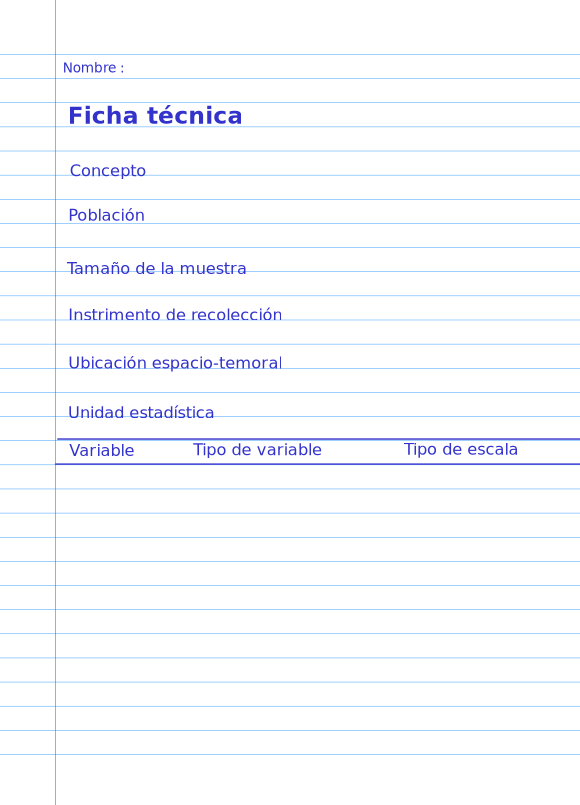 Nombre :
Ficha técnica
Concepto
Población
Tamaño de la muestra
Instrimento de recolección
Ubicación espacio-temoral
Unidad estadística
Variable Tipo de variable Tipo de escala